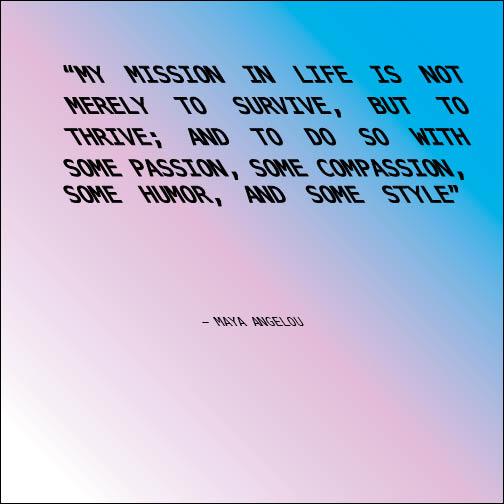 “MY MISSION IN LIFE IS NOT
MERELY TO SURVIVE, BUT TO
THRIVE; AND TO DO SO WITH
SOME PASSION, SOME COMPASSION,
SOME HUMOR, AND SOME STYLE”
– MAYA ANGELOU